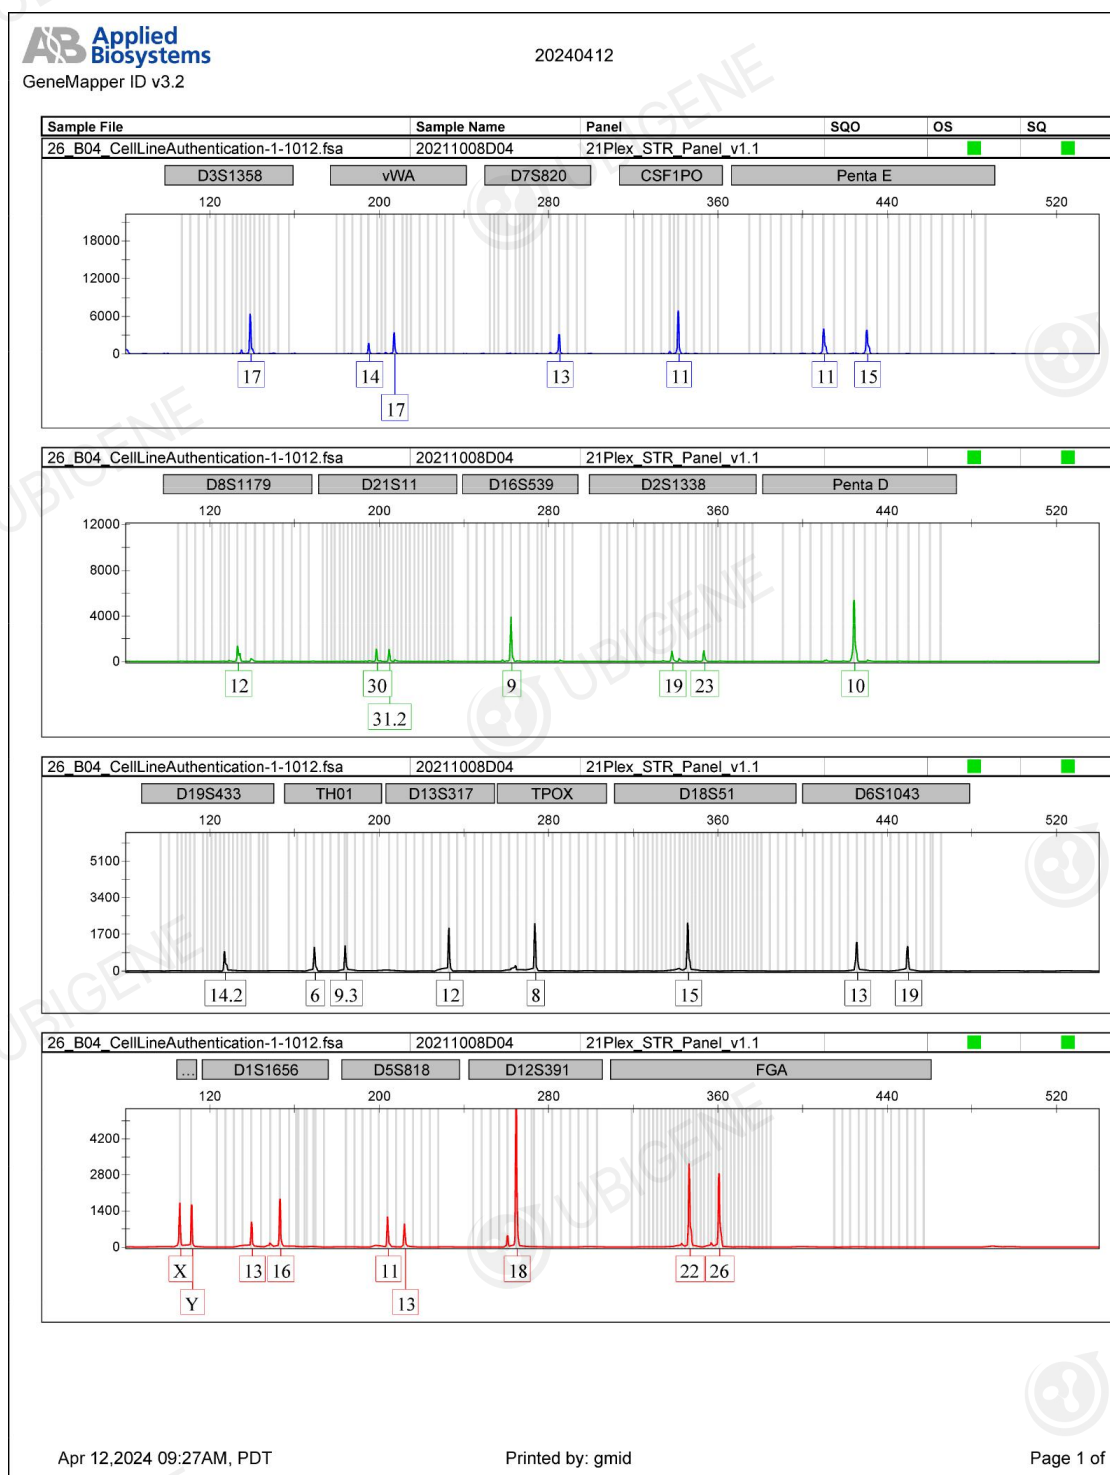 AB Applied Biosystems
GeneMapper ID v3.2
20240412
Sample File Sample Name Panel SQO OS SQ
26_B04_CellLineAuthentication-1-1012.fsa 20211008D04 21Plex_STR_Panel_v1.1
D3S1358 vWA D7S820 CSF1PO Penta E
120 200 280 360 440 520
18000
12000
6000
0
17 14 13 11 11 15
17
26_B04_CellLineAuthentication-1-1012.fsa 20211008D04 21Plex_STR_Panel_v1.1
D8S1179 D21S11 D16S539 D2S1338 Penta D
120 200 280 360 440 520
12000
8000
4000
0
12 30 9 19 23 10
31.2
26_B04_CellLineAuthentication-1-1012.fsa 20211008D04 21Plex_STR_Panel_v1.1
D19S433 TH01 D13S317 TPOX D18S51 D6S1043
120 200 280 360 440 520
5100
3400
1700
0
14.2 6 9.3 12 8 15 13 19
26_B04_CellLineAuthentication-1-1012.fsa 20211008D04 21Plex_STR_Panel_v1.1
... D1S1656 D5S818 D12S391 FGA
120 200 280 360 440 520
4200
2800
1400
0
X 13 16 11 18 22 26
Y 13
Apr 12,2024 09:27AM, PDT Printed by: gmid Page 1 of
UBIGENE
UBIGENE
UBIGENE
UBIGENE
UBIGENE